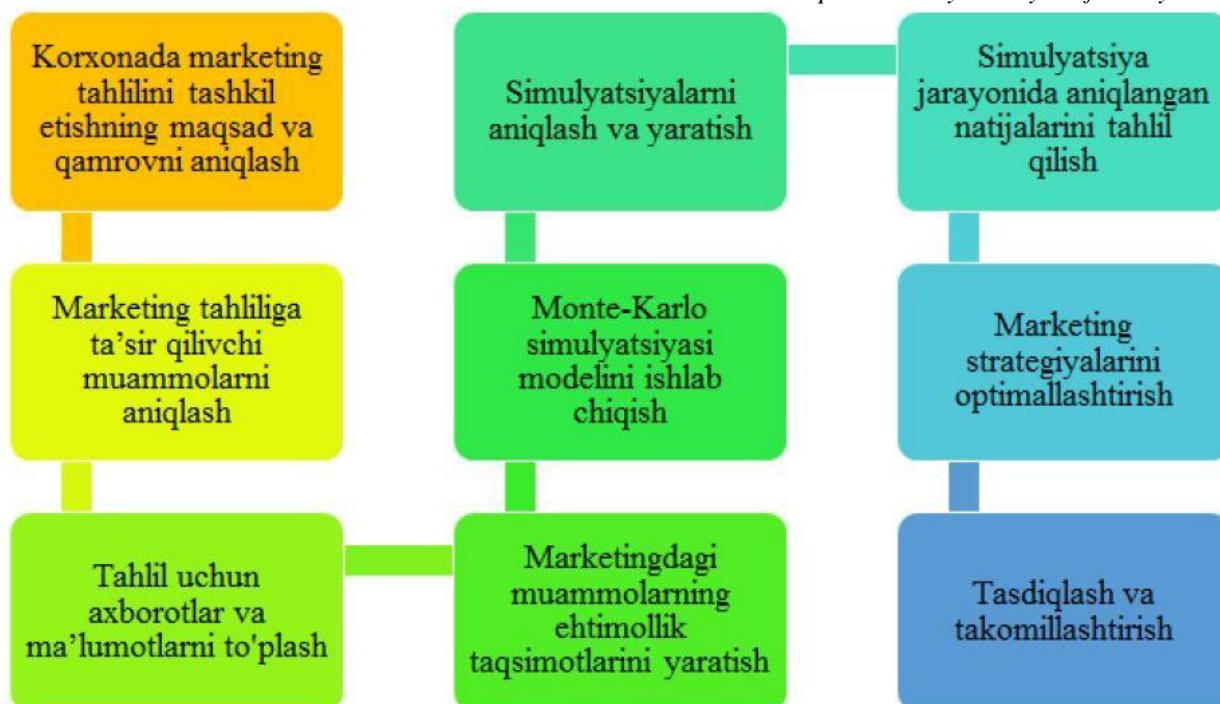 Korxonada marketing
tahlilini tashkil
etishning maqsad va
qamrovni aniqlash
Marketing tahliliga
ta’sir qilivchi
muammolarni
aniqlash
Tahlil uchun
axborotlar va
ma’lumotlarni to'plash
Marketingdagi
muammolarning
ehtimollik
taqsimotlarini yaratish
Monte-Karlo
simulyatsiyasi
modelini ishlab
chiqish
Simulyatsiyalarni
aniqlash va yaratish
Simulyatsiya
jarayonida aniqlangan
natijalarini tahlil
qilish
Marketing
strategiyalarini
optimallashtirish
Tasdiqlash va
takomillashtirish